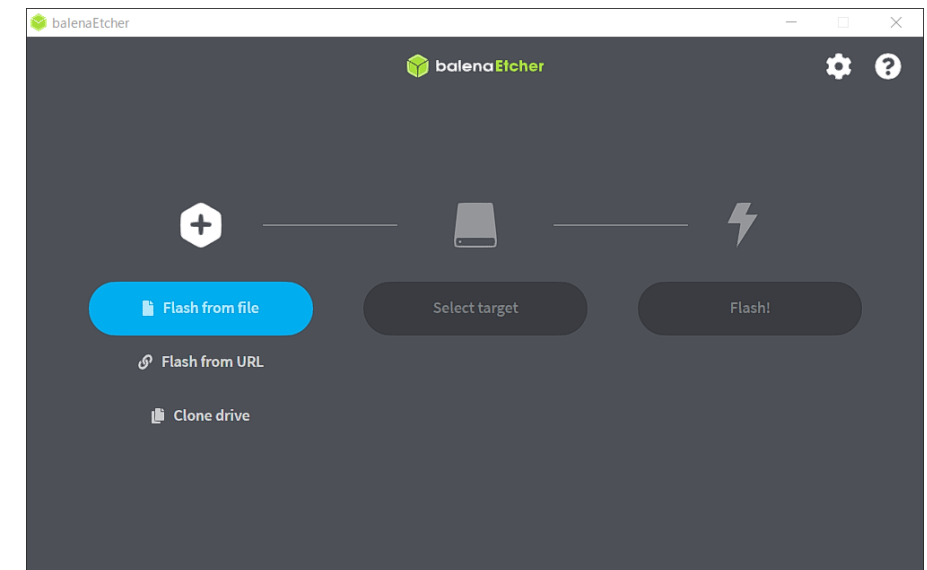 balenaEtcher
balenaEtcher
Flash from file
Select target
Flash!
Flash from URL
Clone drive